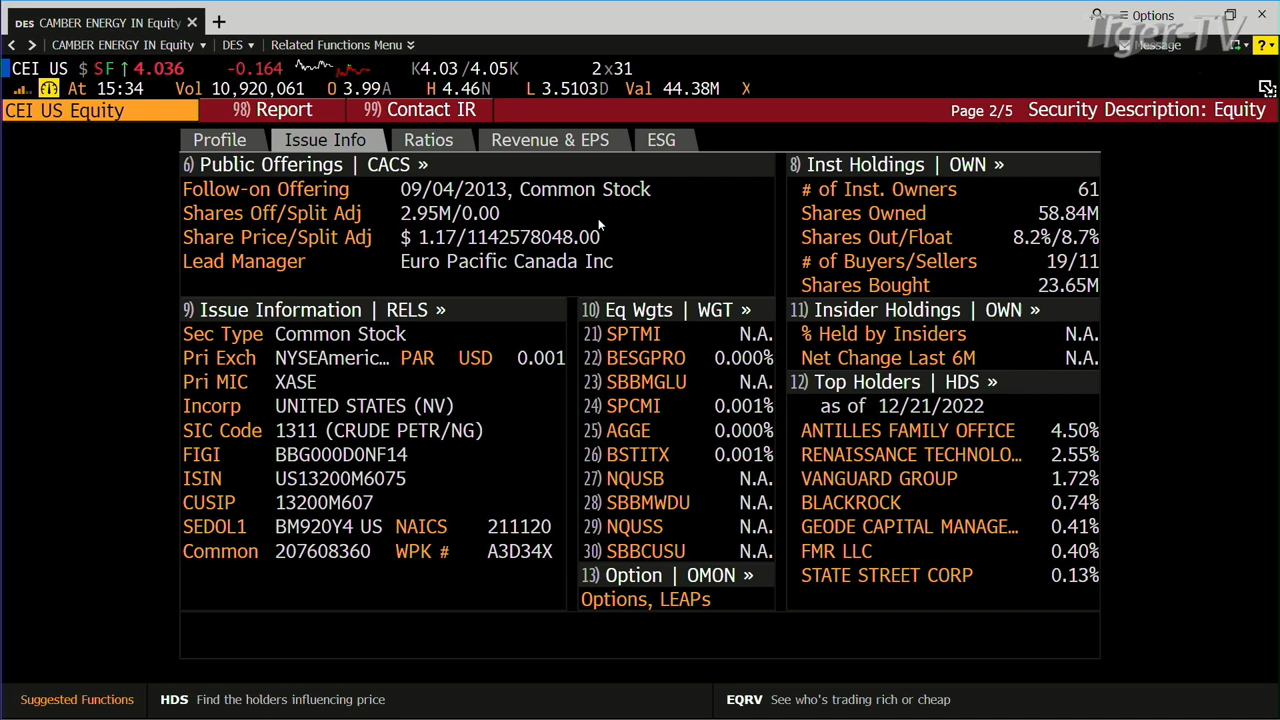 DES CAMBER ENERGY IN Equity × +
Options
Tiger-TV
< > CAMBER ENERGY IN Equity DES Related Functions Menu Message ?
CEI US $ SF ↑ 4.036 -0.164 K4.03 / 4.05K 2 x 31
At 15:34 Vol 10,920,061 O 3.99A H 4.46N L 3.5103D Val 44.38M X
CEI US Equity 98) Report 99) Contact IR Page 2/5 Security Description: Equity
Profile Issue Info Ratios Revenue & EPS ESG
6) Public Offerings | CACS »
Follow-on Offering 09/04/2013, Common Stock
Shares Off/Split Adj 2.95M/0.00
Share Price/Split Adj $ 1.17/1142578048.00
Lead Manager Euro Pacific Canada Inc
8) Inst Holdings | OWN »
# of Inst. Owners 61
Shares Owned 58.84M
Shares Out/Float 8.2%/8.7%
# of Buyers/Sellers 19/11
Shares Bought 23.65M
9) Issue Information | RELS »
Sec Type Common Stock
Pri Exch NYSEAmeric... PAR USD 0.001
Pri MIC XASE
Incorp UNITED STATES (NV)
SIC Code 1311 (CRUDE PETR/NG)
FIGI BBG000D0NF14
ISIN US13200M6075
CUSIP 13200M607
SEDOL1 BM920Y4 US NAICS 211120
Common 207608360 WPK # A3D34X
10) Eq Wgts | WGT »
21) SPTMI N.A.
22) BESGPRO 0.000%
23) SBBMGLU N.A.
24) SPCMI 0.001%
25) AGGE 0.000%
26) BSTITX 0.001%
27) NQUSB N.A.
28) SBBMWDU N.A.
29) NQUSS N.A.
30) SBBCUSU N.A.
13) Option | OMON »
Options, LEAPs
11) Insider Holdings | OWN »
% Held by Insiders N.A.
Net Change Last 6M N.A.
12) Top Holders | HDS »
as of 12/21/2022
ANTILLES FAMILY OFFICE 4.50%
RENAISSANCE TECHNOLO... 2.55%
VANGUARD GROUP 1.72%
BLACKROCK 0.74%
GEODE CAPITAL MANAGE... 0.41%
FMR LLC 0.40%
STATE STREET CORP 0.13%
Suggested Functions HDS Find the holders influencing price EQRV See who's trading rich or cheap